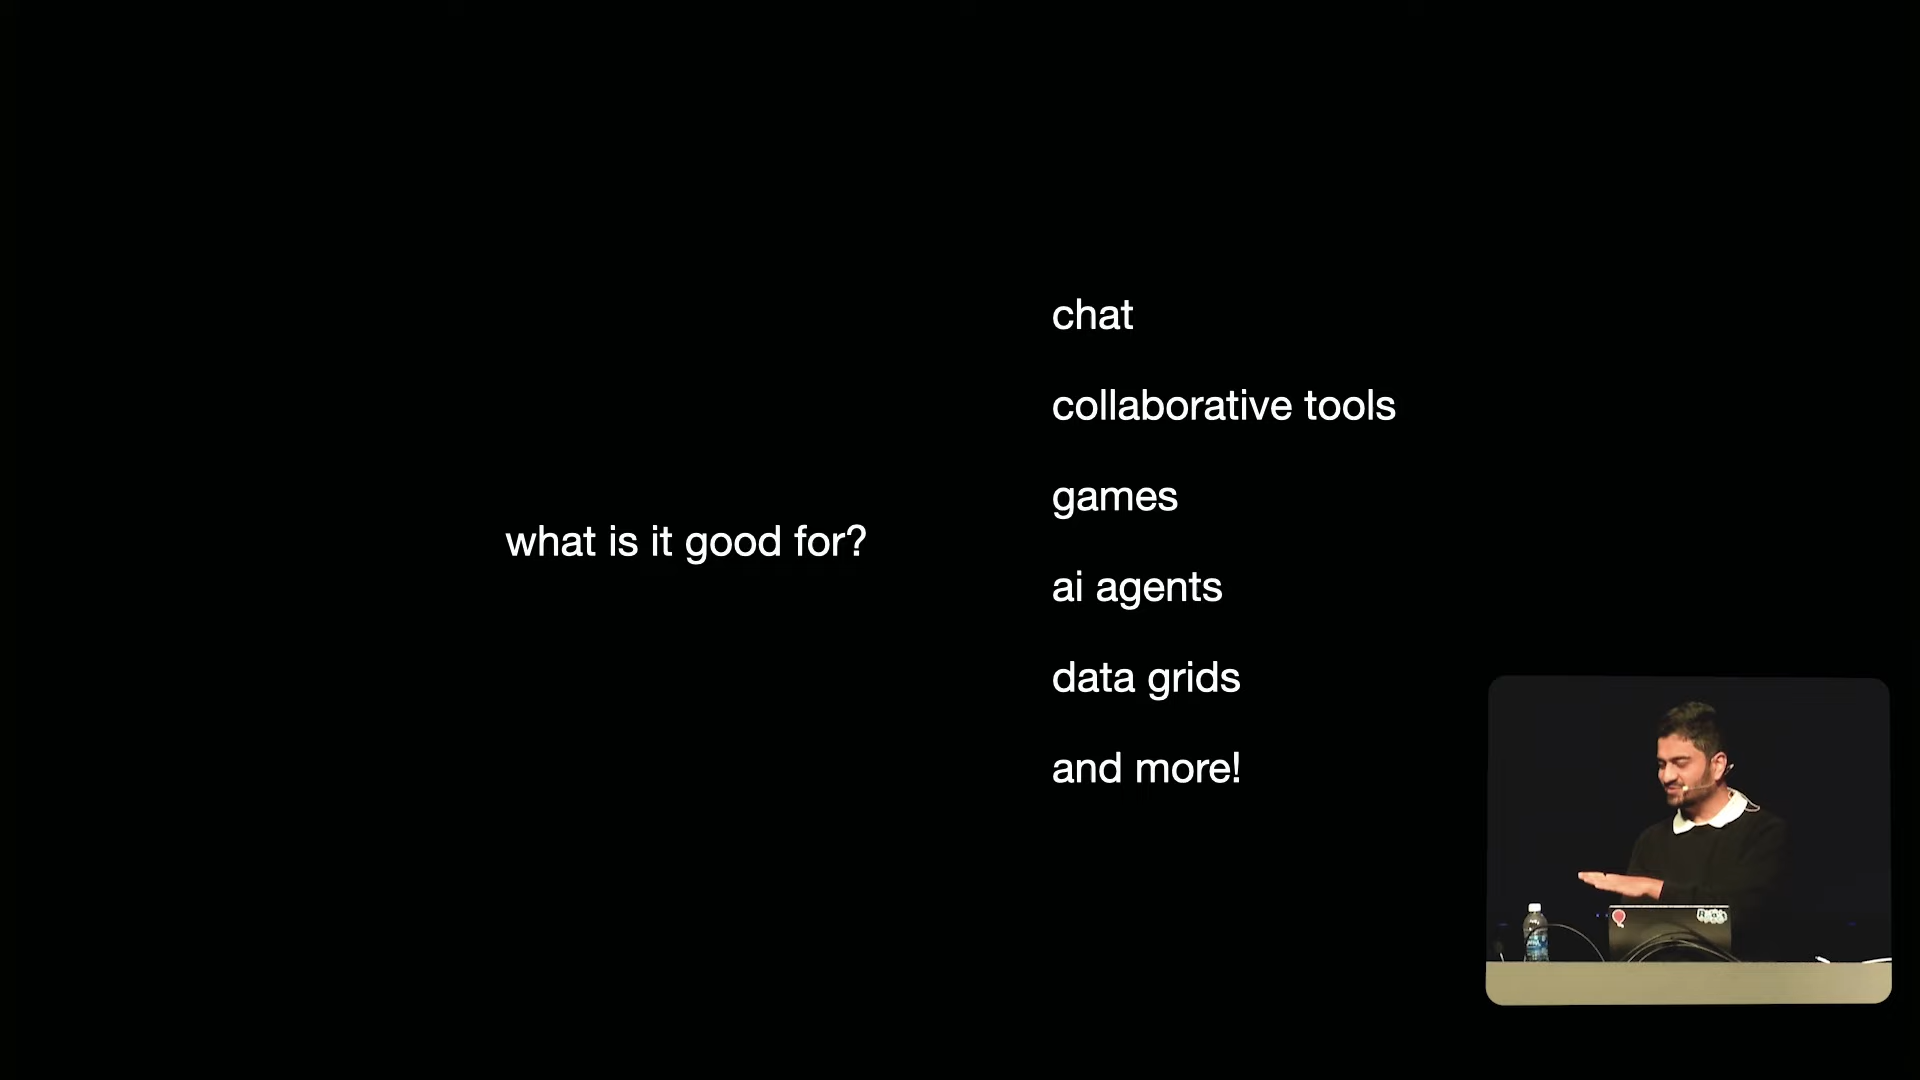 what is it good for?
chat
collaborative tools
games
ai agents
data grids
and more!